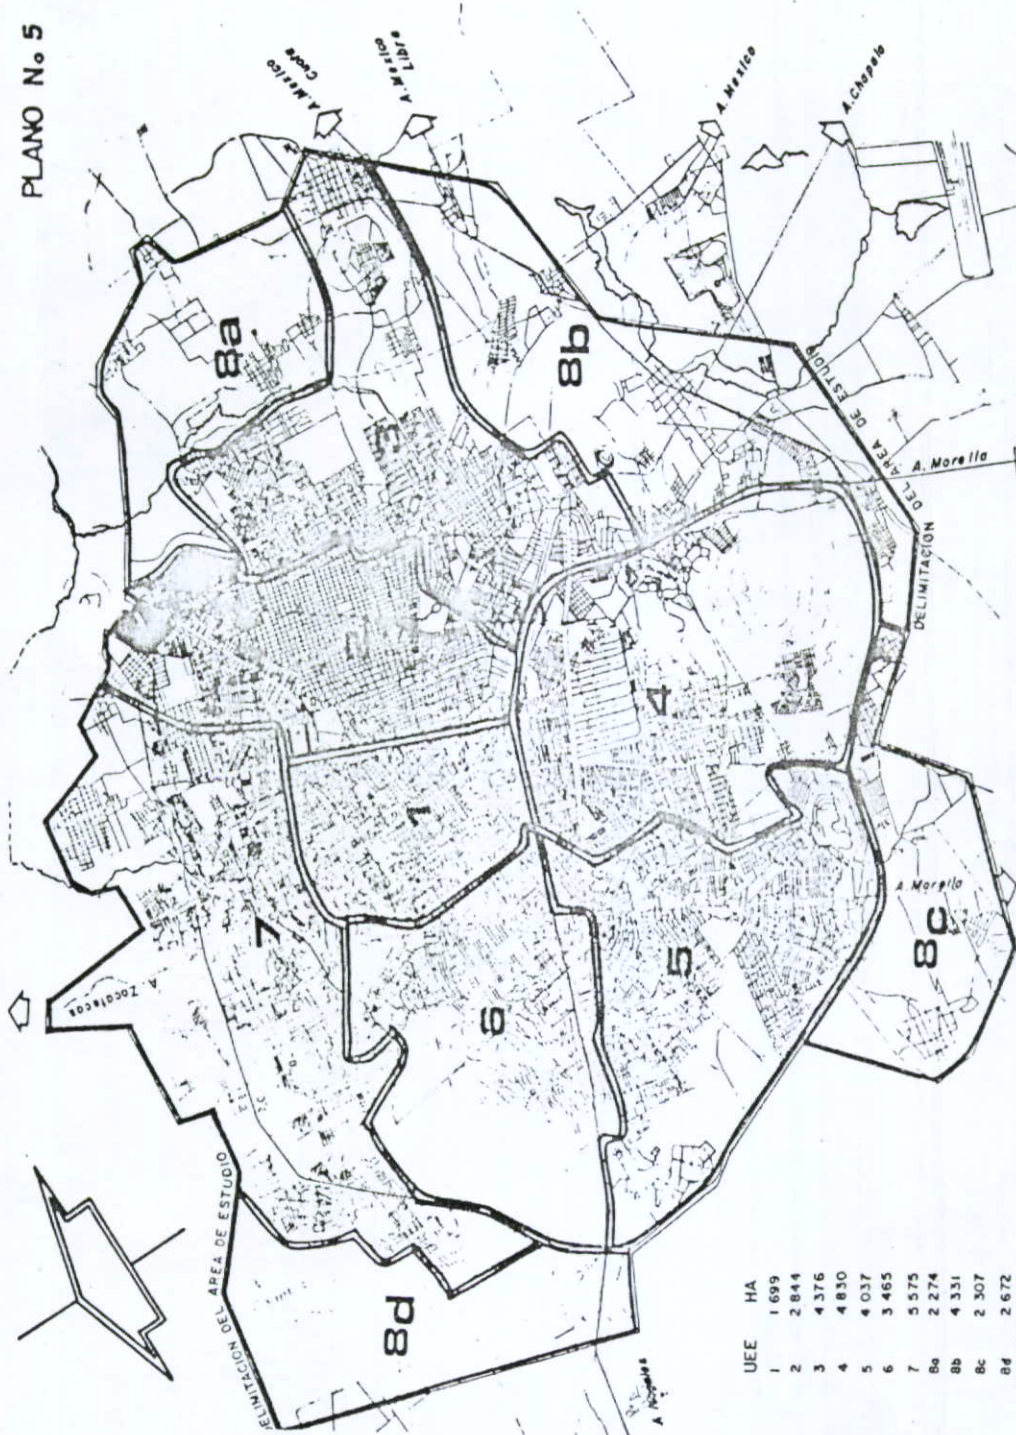 PLANO No 5
A. Mexico
Cuota
A. Mexico
Libre
A. Mexico
A. Chapala
A. Morelia
DELIMITACION DEL AREA DE ESTUDIO
8a
8b
3
2
4
1
7
A. Zacatecas
6
5
A. Morelia
8c
DELIMITACION DEL AREA DE ESTUDIO
8d
A
UEE HA
1 1 699
2 2 844
3 4 376
4 4 830
5 4 037
6 3 465
7 5 575
8a 2 274
8b 4 331
8c 2 307
8d 2 672